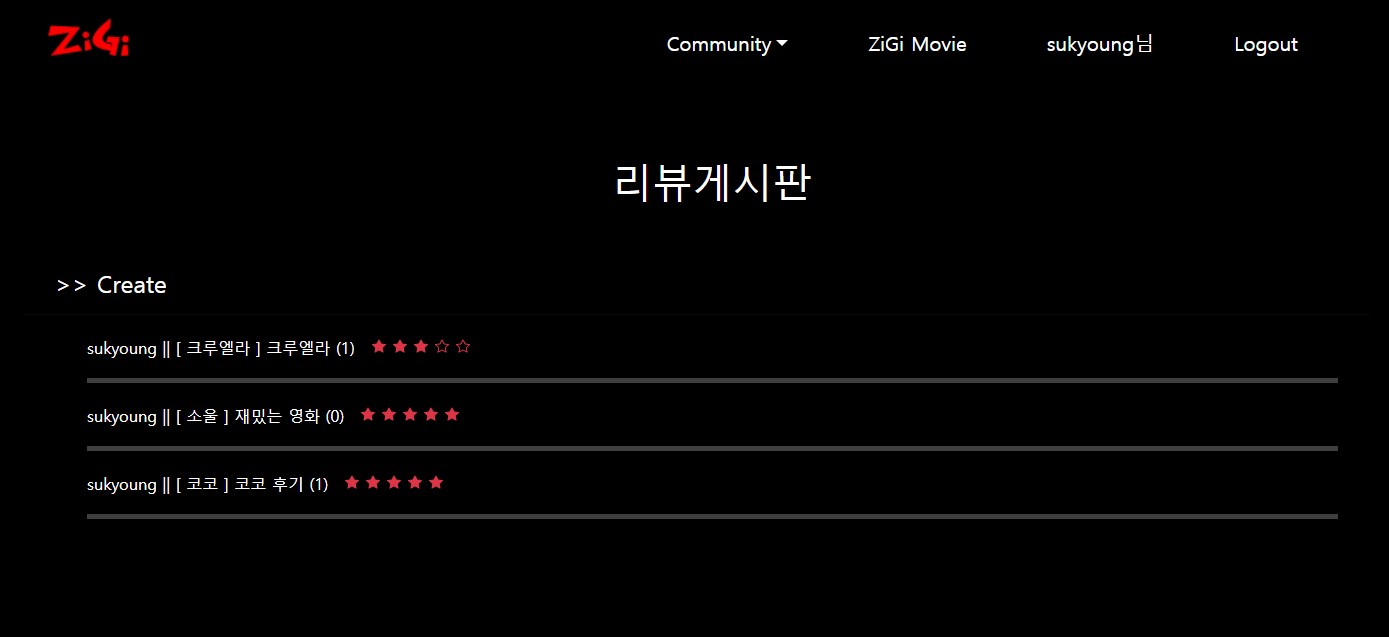 ZiGi
Community ZiGi Movie sukyoung님 Logout
리뷰게시판
>> Create
sukyoung || [ 크루엘라 ] 크루엘라 (1) ★ ★ ★ ☆ ☆
sukyoung || [ 소울 ] 재밌는 영화 (0) ★ ★ ★ ★ ★
sukyoung || [ 코코 ] 코코 후기 (1) ★ ★ ★ ★ ★